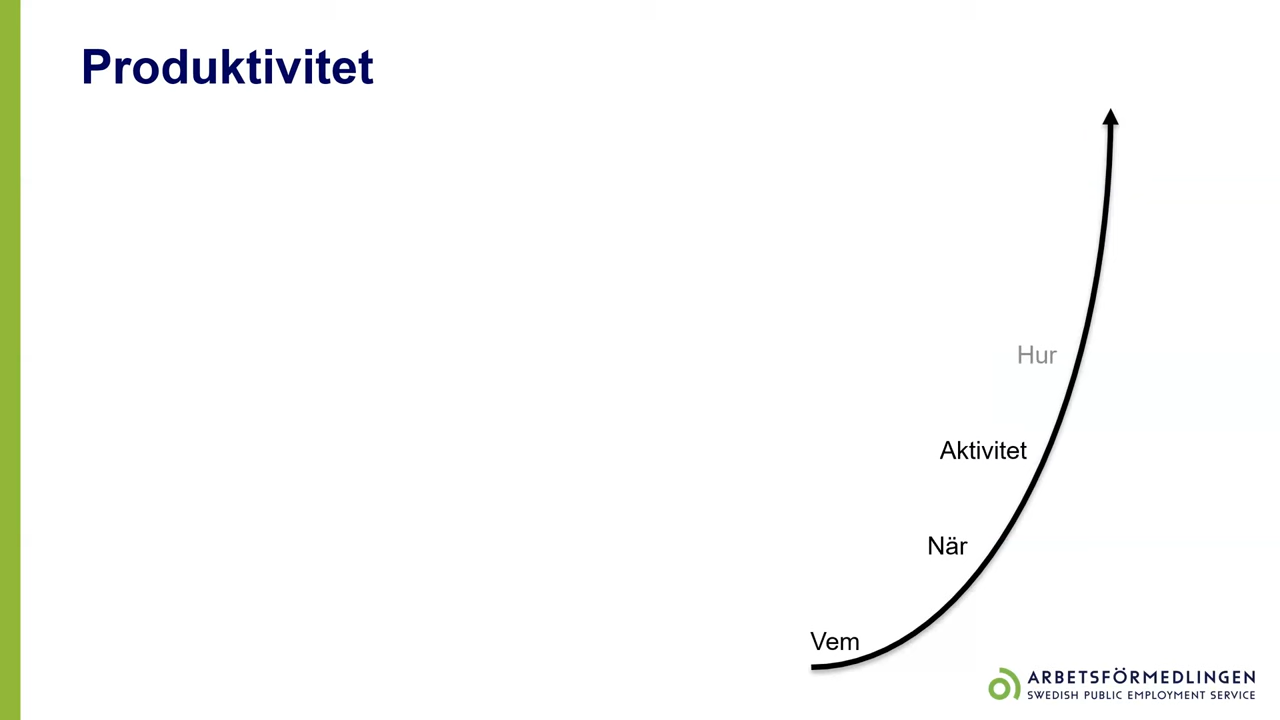 Produktivitet
Hur
Aktivitet
När
Vem
ARBETSFÖRMEDLINGEN
SWEDISH PUBLIC EMPLOYMENT SERVICE